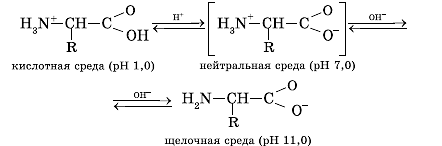 H₃N⁺—CH—C(=O)OH ⇌ H⁺ [H₃N⁺—CH—C(=O)O⁻] ⇌ OH⁻
R R
кислотная среда (pH 1,0) нейтральная среда (pH 7,0)
⇌ OH⁻ H₂N—CH—C(=O)O⁻
R
щелочная среда (pH 11,0)